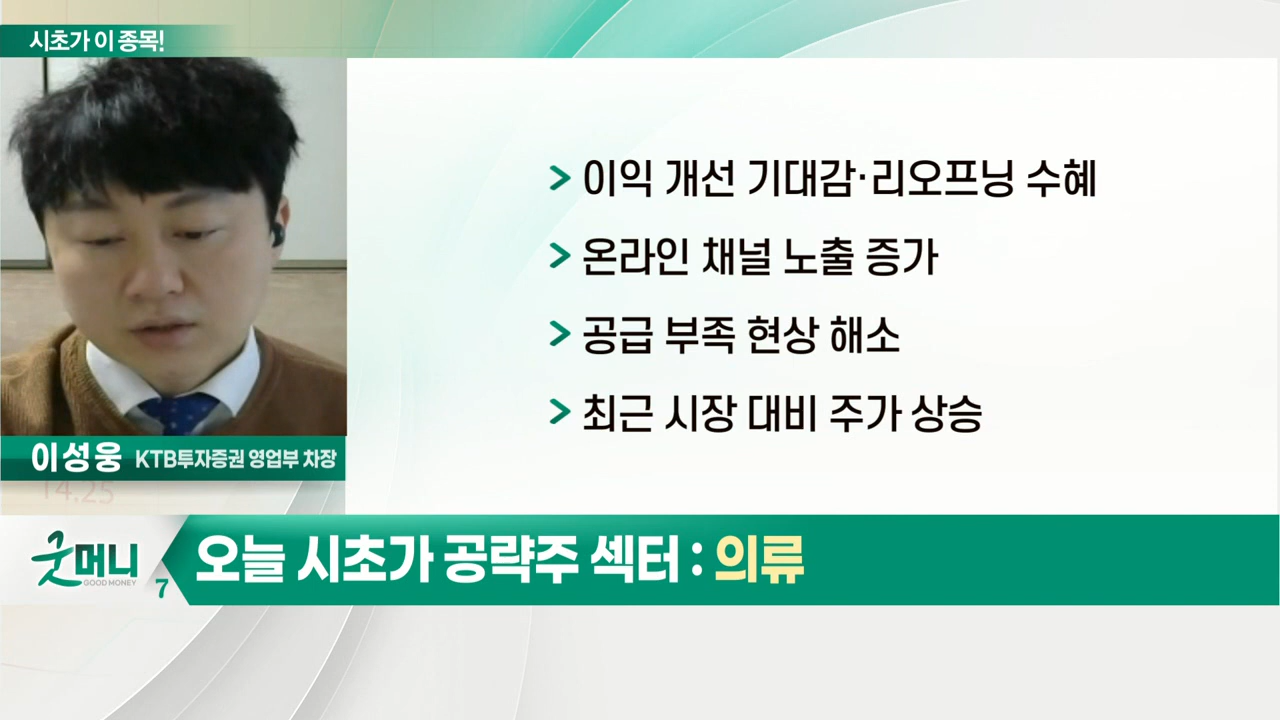 시초가 이 종목!
> 이익 개선 기대감·리오프닝 수혜
> 온라인 채널 노출 증가
> 공급 부족 현상 해소
> 최근 시장 대비 주가 상승
이성웅 KTB투자증권 영업부 차장
14.25
굿머니
GOOD MONEY
7
오늘 시초가 공략주 섹터 : 의류